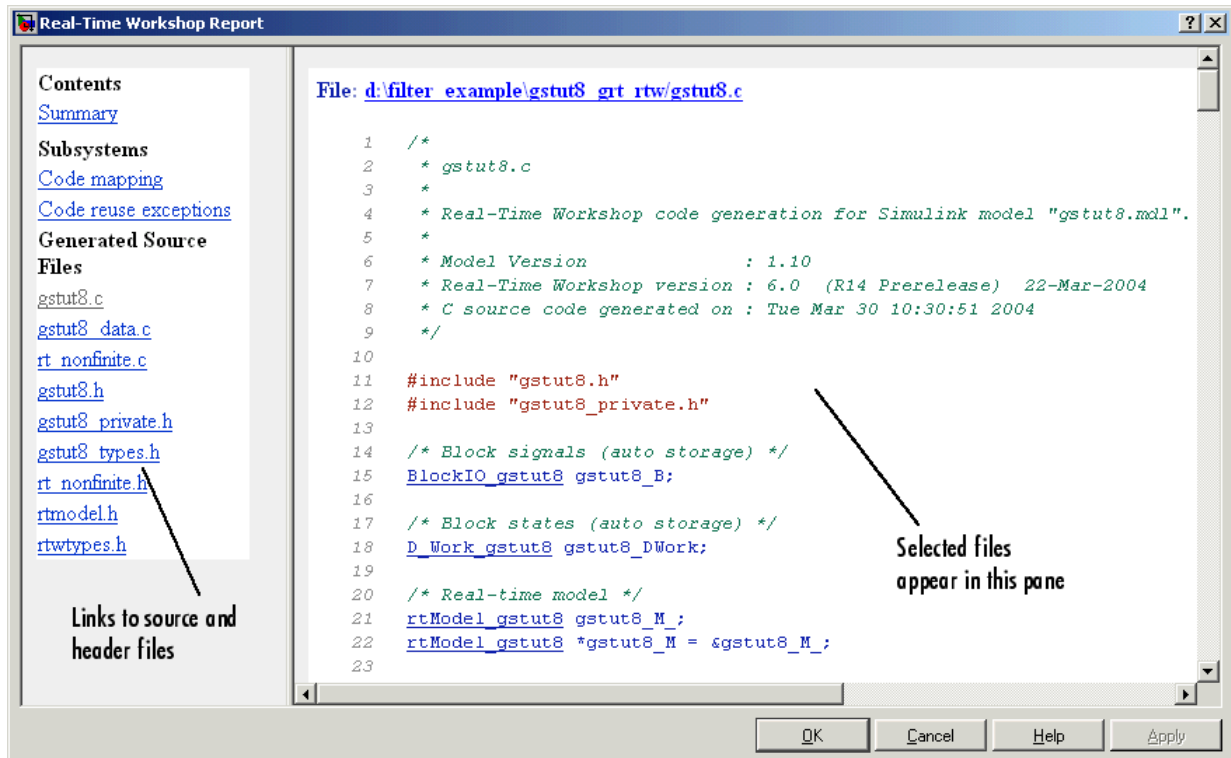 Real-Time Workshop Report
Contents
Summary
Subsystems
Code mapping
Code reuse exceptions
Generated Source
Files
gstut8.c
gstut8_data.c
rt_nonfinite.c
gstut8.h
gstut8_private.h
gstut8_types.h
rt_nonfinite.h
rtmodel.h
rtwtypes.h
Links to source and
header files
File: d:\filter_example\gstut8_grt_rtw/gstut8.c
1 /*
2 * gstut8.c
3 *
4 * Real-Time Workshop code generation for Simulink model "gstut8.mdl".
5 *
6 * Model Version : 1.10
7 * Real-Time Workshop version : 6.0 (R14 Prerelease) 22-Mar-2004
8 * C source code generated on : Tue Mar 30 10:30:51 2004
9 */
10
11 #include "gstut8.h"
12 #include "gstut8_private.h"
13
14 /* Block signals (auto storage) */
15 BlockIO_gstut8 gstut8_B;
16
17 /* Block states (auto storage) */
18 D_Work_gstut8 gstut8_DWork;
19
20 /* Real-time model */
21 rtModel_gstut8 gstut8_M_;
22 rtModel_gstut8 *gstut8_M = &gstut8_M_;
23
Selected files
appear in this pane
OK Cancel Help Apply